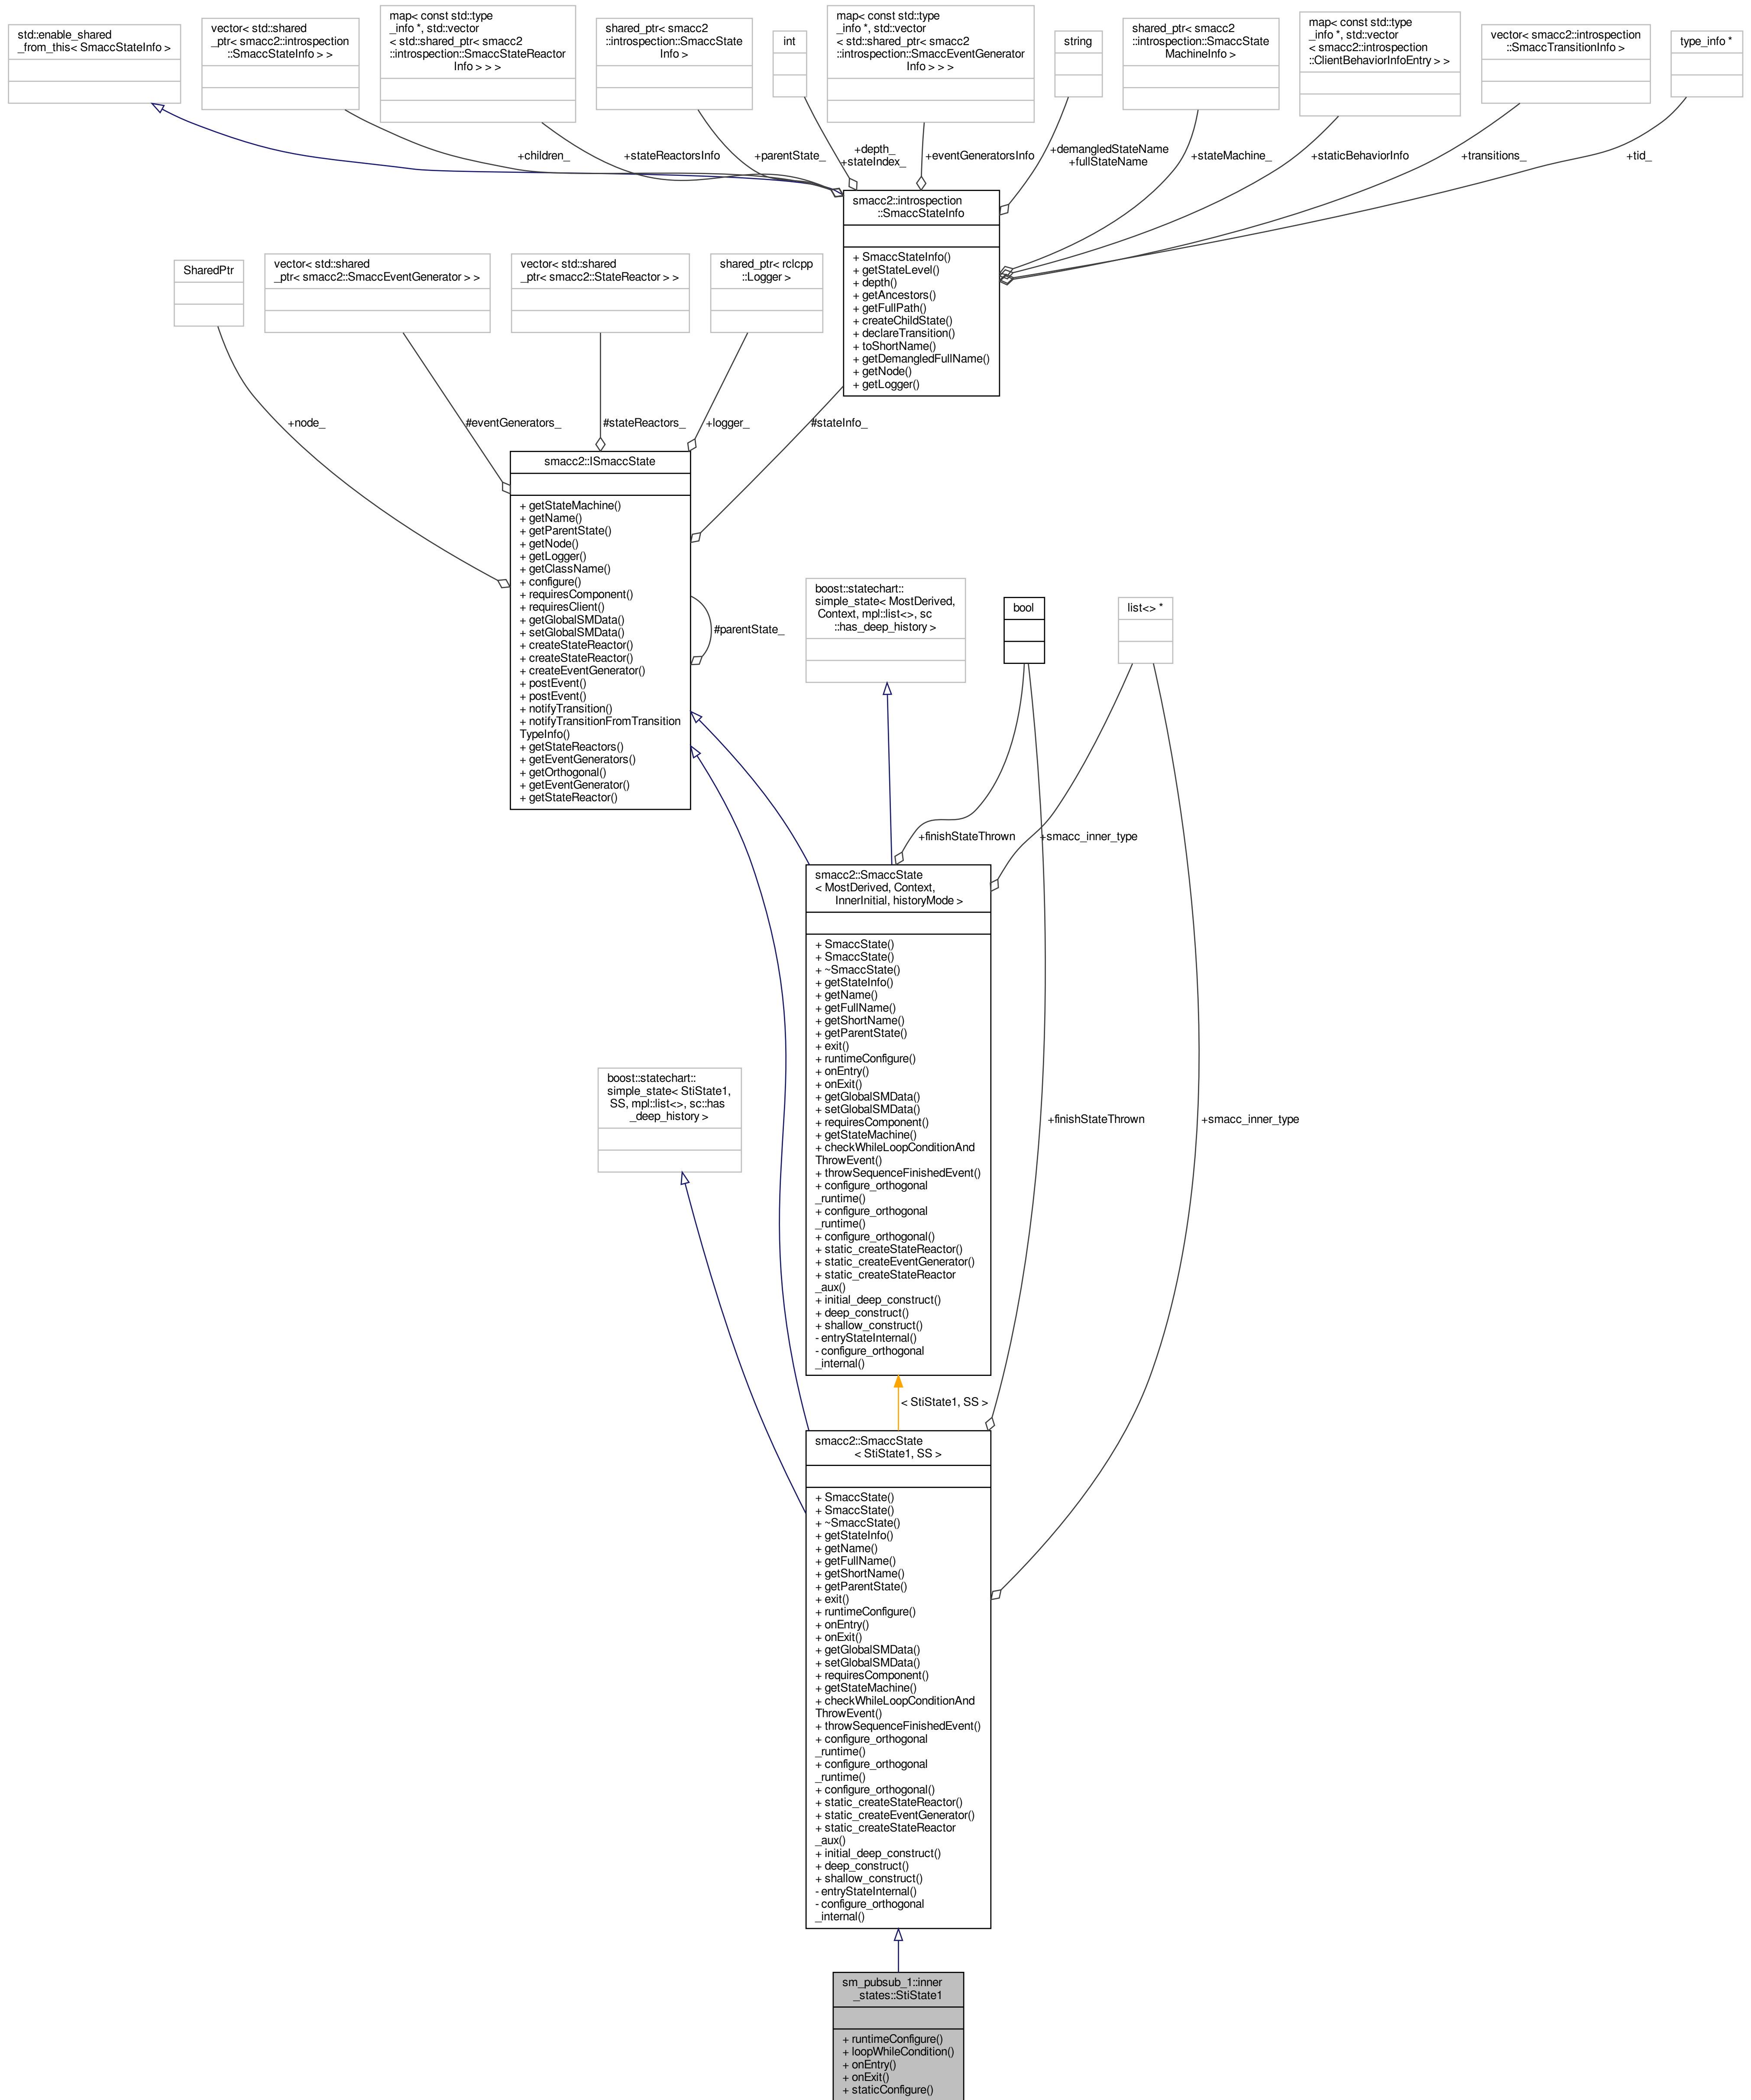 std::enable_shared
_from_this< SmaccStateInfo >
vector< std::shared
_ptr< smacc2::introspection
::SmaccStateInfo > >
map< const std::type
_info *, std::vector
< std::shared_ptr< smacc2
::introspection::SmaccStateReactor
Info > > >
shared_ptr< smacc2
::introspection::SmaccState
Info >
int
map< const std::type
_info *, std::vector
< std::shared_ptr< smacc2
::introspection::SmaccEventGenerator
Info > > >
string
shared_ptr< smacc2
::introspection::SmaccState
MachineInfo >
map< const std::type
_info *, std::vector
< smacc2::introspection
::ClientBehaviorInfoEntry > >
vector< smacc2::introspection
::SmaccTransitionInfo >
type_info *
+children_
+stateReactorsInfo
+parentState_
+depth_
+stateIndex_
+eventGeneratorsInfo
+demangledStateName
+fullStateName
+stateMachine_
+staticBehaviorInfo
+transitions_
+tid_
smacc2::introspection
::SmaccStateInfo
+ SmaccStateInfo()
+ getStateLevel()
+ depth()
+ getAncestors()
+ getFullPath()
+ createChildState()
+ declareTransition()
+ toShortName()
+ getDemangledFullName()
+ getNode()
+ getLogger()
SharedPtr
vector< std::shared
_ptr< smacc2::SmaccEventGenerator > >
vector< std::shared
_ptr< smacc2::StateReactor > >
shared_ptr< rclcpp
::Logger >
+node_
#eventGenerators_
#stateReactors_
+logger_
#stateInfo_
smacc2::ISmaccState
+ getStateMachine()
+ getName()
+ getParentState()
+ getNode()
+ getLogger()
+ getClassName()
+ configure()
+ requiresComponent()
+ requiresClient()
+ getGlobalSMData()
+ setGlobalSMData()
+ createStateReactor()
+ createStateReactor()
+ createEventGenerator()
+ postEvent()
+ postEvent()
+ notifyTransition()
+ notifyTransitionFromTransition
TypeInfo()
+ getStateReactors()
+ getEventGenerators()
+ getOrthogonal()
+ getEventGenerator()
+ getStateReactor()
#parentState_
boost::statechart::
simple_state< MostDerived,
Context, mpl::list<>, sc
::has_deep_history >
bool
list<> *
+finishStateThrown
+smacc_inner_type
smacc2::SmaccState
< MostDerived, Context,
InnerInitial, historyMode >
+ SmaccState()
+ SmaccState()
+ ~SmaccState()
+ getStateInfo()
+ getName()
+ getFullName()
+ getShortName()
+ getParentState()
+ exit()
+ runtimeConfigure()
+ onEntry()
+ onExit()
+ getGlobalSMData()
+ setGlobalSMData()
+ requiresComponent()
+ getStateMachine()
+ checkWhileLoopConditionAnd
ThrowEvent()
+ throwSequenceFinishedEvent()
+ configure_orthogonal
_runtime()
+ configure_orthogonal
_runtime()
+ configure_orthogonal()
+ static_createStateReactor()
+ static_createEventGenerator()
+ static_createStateReactor
_aux()
+ initial_deep_construct()
+ deep_construct()
+ shallow_construct()
- entryStateInternal()
- configure_orthogonal
_internal()
boost::statechart::
simple_state< StiState1,
SS, mpl::list<>, sc::has
_deep_history >
+finishStateThrown
+smacc_inner_type
< StiState1, SS >
smacc2::SmaccState
< StiState1, SS >
+ SmaccState()
+ SmaccState()
+ ~SmaccState()
+ getStateInfo()
+ getName()
+ getFullName()
+ getShortName()
+ getParentState()
+ exit()
+ runtimeConfigure()
+ onEntry()
+ onExit()
+ getGlobalSMData()
+ setGlobalSMData()
+ requiresComponent()
+ getStateMachine()
+ checkWhileLoopConditionAnd
ThrowEvent()
+ throwSequenceFinishedEvent()
+ configure_orthogonal
_runtime()
+ configure_orthogonal
_runtime()
+ configure_orthogonal()
+ static_createStateReactor()
+ static_createEventGenerator()
+ static_createStateReactor
_aux()
+ initial_deep_construct()
+ deep_construct()
+ shallow_construct()
- entryStateInternal()
- configure_orthogonal
_internal()
sm_pubsub_1::inner
_states::StiState1
+ runtimeConfigure()
+ loopWhileCondition()
+ onEntry()
+ onExit()
+ staticConfigure()